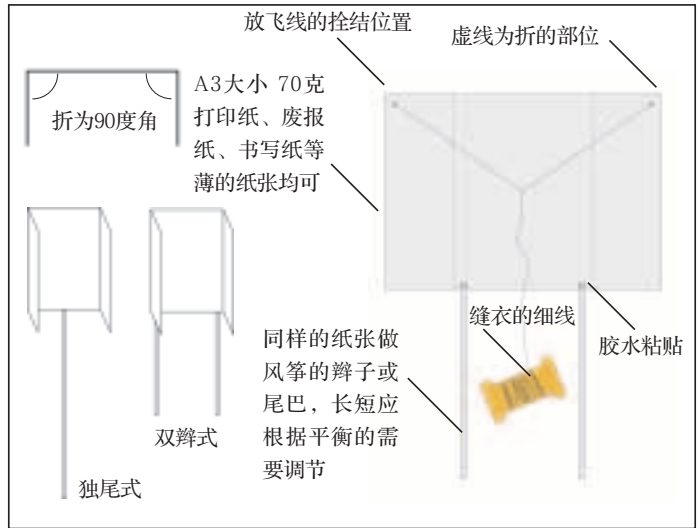 放飞线的拴结位置
虚线为折的部位
A3大小 70克
打印纸、废报
纸、书写纸等
薄的纸张均可
折为90度角
缝衣的细线
胶水粘贴
同样的纸张做
风筝的辫子或
尾巴，长短应
根据平衡的需
要调节
双辫式
独尾式